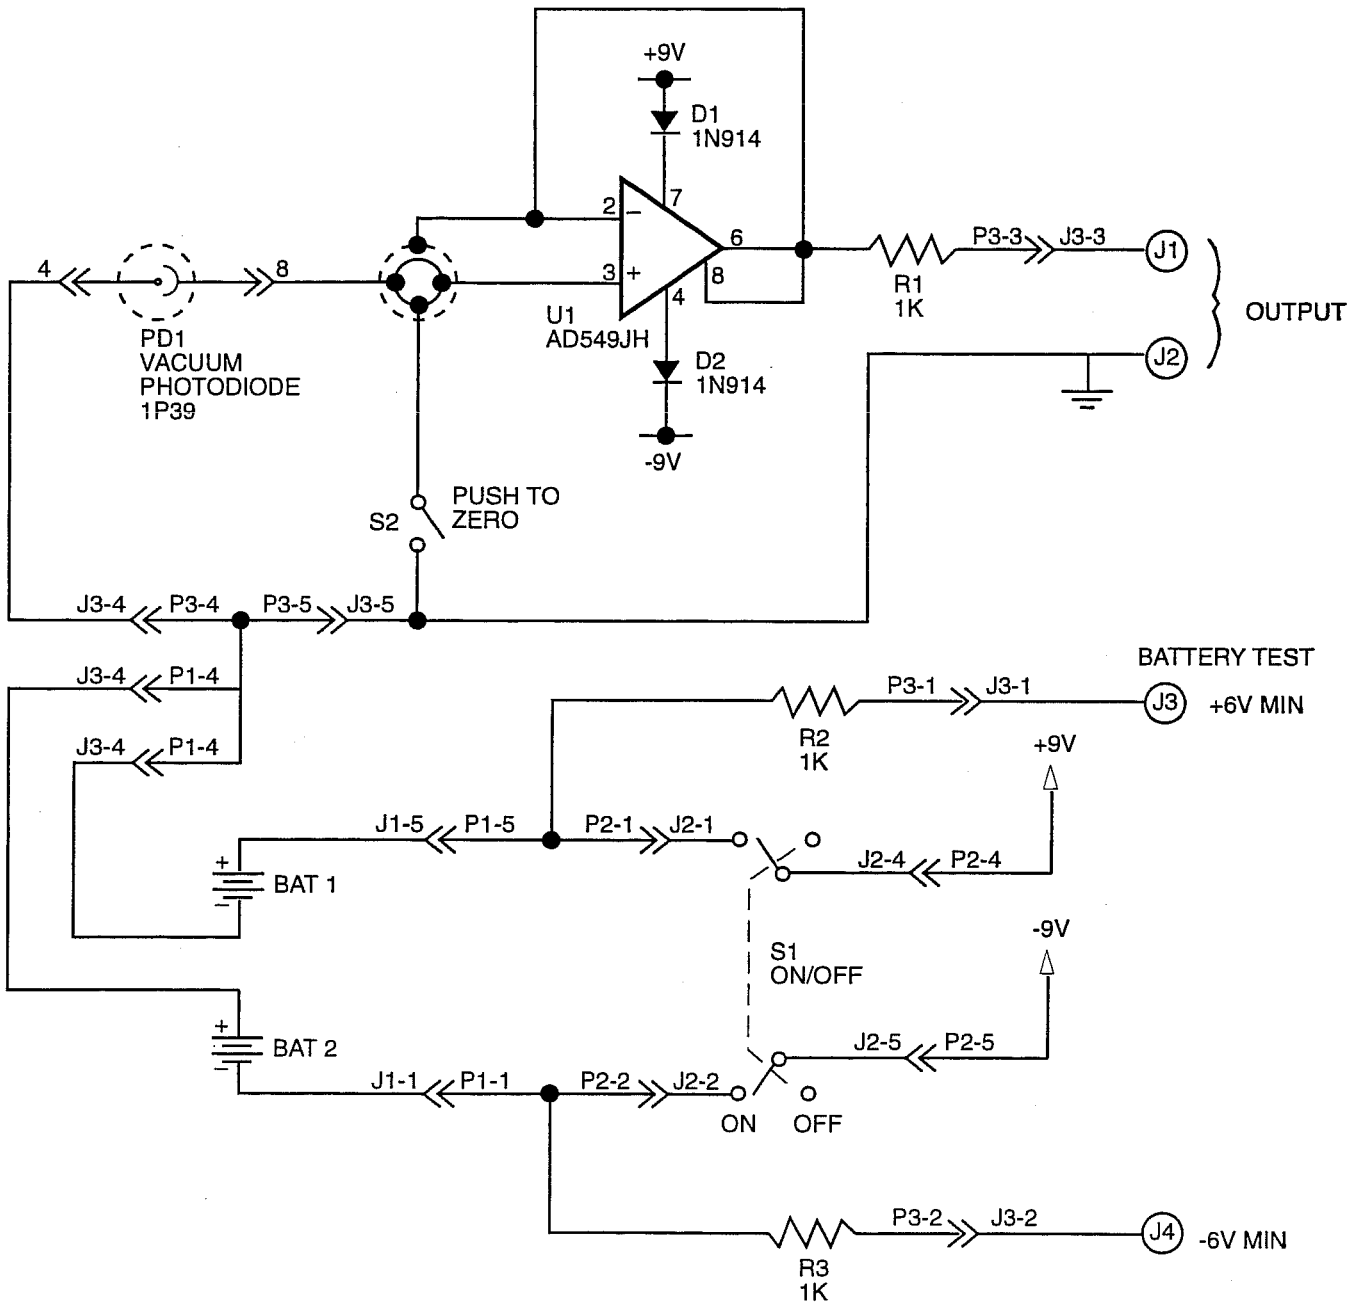 +9V
D1
1N914
7
2
−
6
P3-3
J3-3
J1
4
8
3
+
8
4
R1
1K
U1
AD549JH
OUTPUT
PD1
VACUUM
PHOTODIODE
1P39
D2
1N914
J2
-9V
PUSH TO
ZERO
S2
J3-4
P3-4
P3-5
J3-5
BATTERY TEST
J3-4
P1-4
P3-1
J3-1
J3
+6V MIN
R2
1K
J3-4
P1-4
+9V
J1-5
P1-5
P2-1
J2-1
J2-4
P2-4
+
BAT 1
−
-9V
S1
ON/OFF
+
BAT 2
−
J2-5
P2-5
J1-1
P1-1
P2-2
J2-2
ON
OFF
P3-2
J3-2
J4
-6V MIN
R3
1K